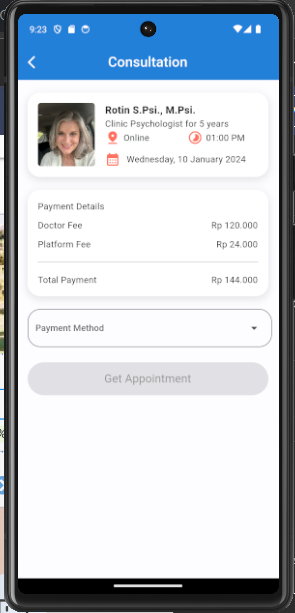 9:23
Consultation
Rotin S.Psi., M.Psi.
Clinic Psychologist for 5 years
Online 01:00 PM
Wednesday, 10 January 2024
Payment Details
Doctor Fee Rp 120.000
Platform Fee Rp 24.000
Total Payment Rp 144.000
Payment Method
Get Appointment